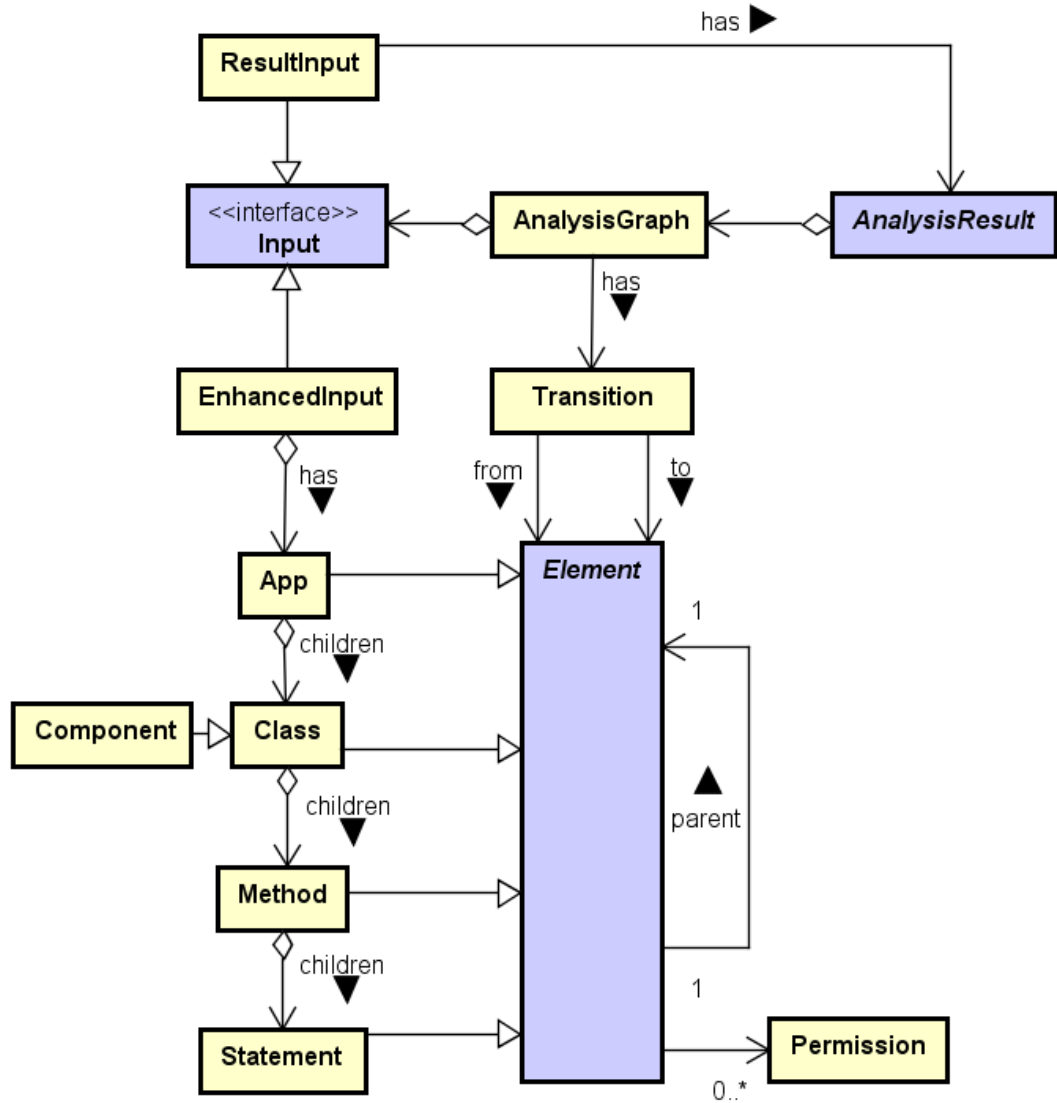 has
ResultInput
<<interface>>
Input
AnalysisGraph
AnalysisResult
has
EnhancedInput
Transition
has
from
to
App
Element
1
children
Component
Class
children
parent
Method
children
1
Statement
Permission
0..*